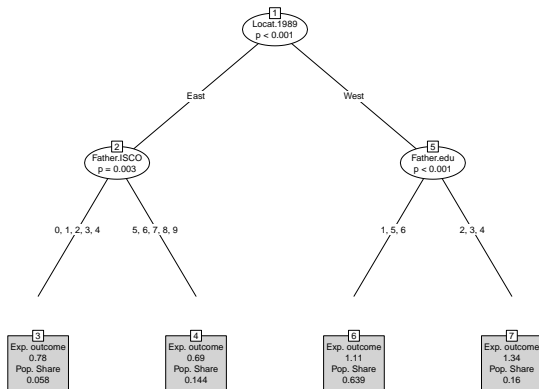 1
Locat.1989
p < 0.001
East
West
2
Father.ISCO
p = 0.003
5
Father.edu
p < 0.001
0, 1, 2, 3, 4
5, 6, 7, 8, 9
1, 5, 6
2, 3, 4
3
Exp. outcome
0.78
Pop. Share
0.058
4
Exp. outcome
0.69
Pop. Share
0.144
6
Exp. outcome
1.11
Pop. Share
0.639
7
Exp. outcome
1.34
Pop. Share
0.16